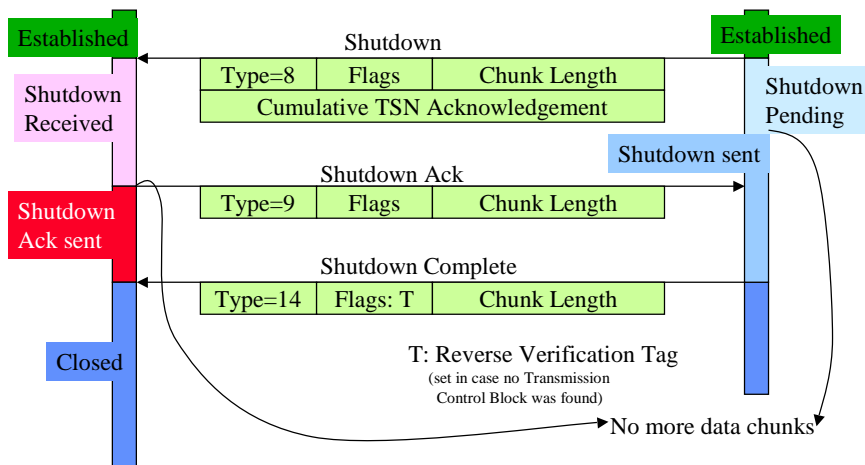 Established
Shutdown
Established
Type=8 Flags Chunk Length
Cumulative TSN Acknowledgement
Shutdown
Received
Shutdown
Pending
Shutdown sent
Shutdown Ack
Type=9 Flags Chunk Length
Shutdown
Ack sent
Shutdown Complete
Type=14 Flags: T Chunk Length
Closed
T: Reverse Verification Tag
(set in case no Transmission
Control Block was found)
No more data chunks